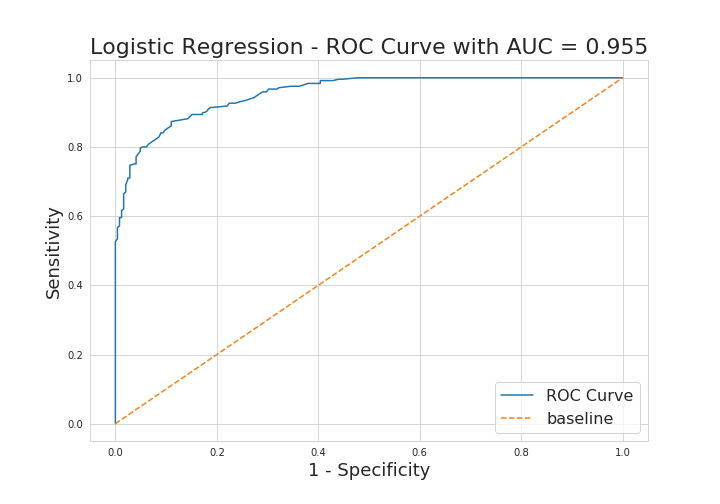 Logistic Regression - ROC Curve with AUC = 0.955
1.0
0.8
0.6
0.4
0.2
0.0
Sensitivity
ROC Curve
baseline
0.0 0.2 0.4 0.6 0.8 1.0
1 - Specificity